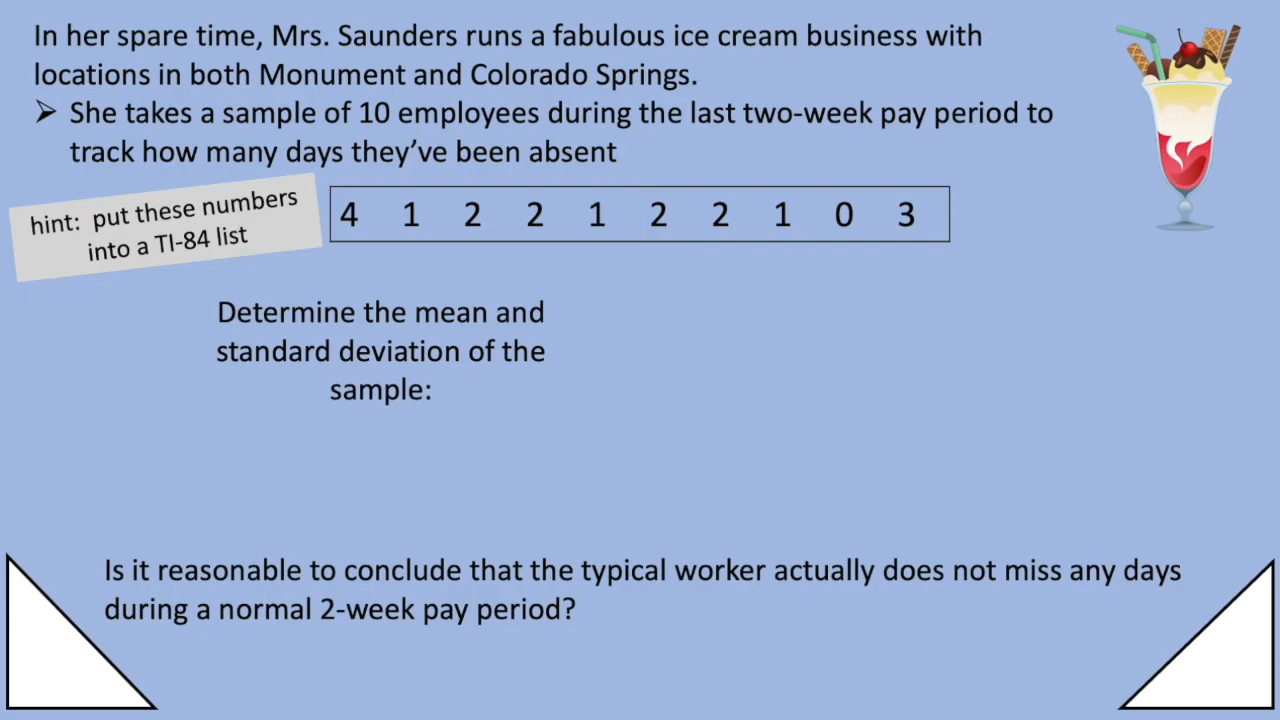 In her spare time, Mrs. Saunders runs a fabulous ice cream business with
locations in both Monument and Colorado Springs.
➢ She takes a sample of 10 employees during the last two-week pay period to
track how many days they’ve been absent
hint: put these numbers
into a TI-84 list
4 1 2 2 1 2 2 1 0 3
Determine the mean and
standard deviation of the
sample:
Is it reasonable to conclude that the typical worker actually does not miss any days
during a normal 2-week pay period?